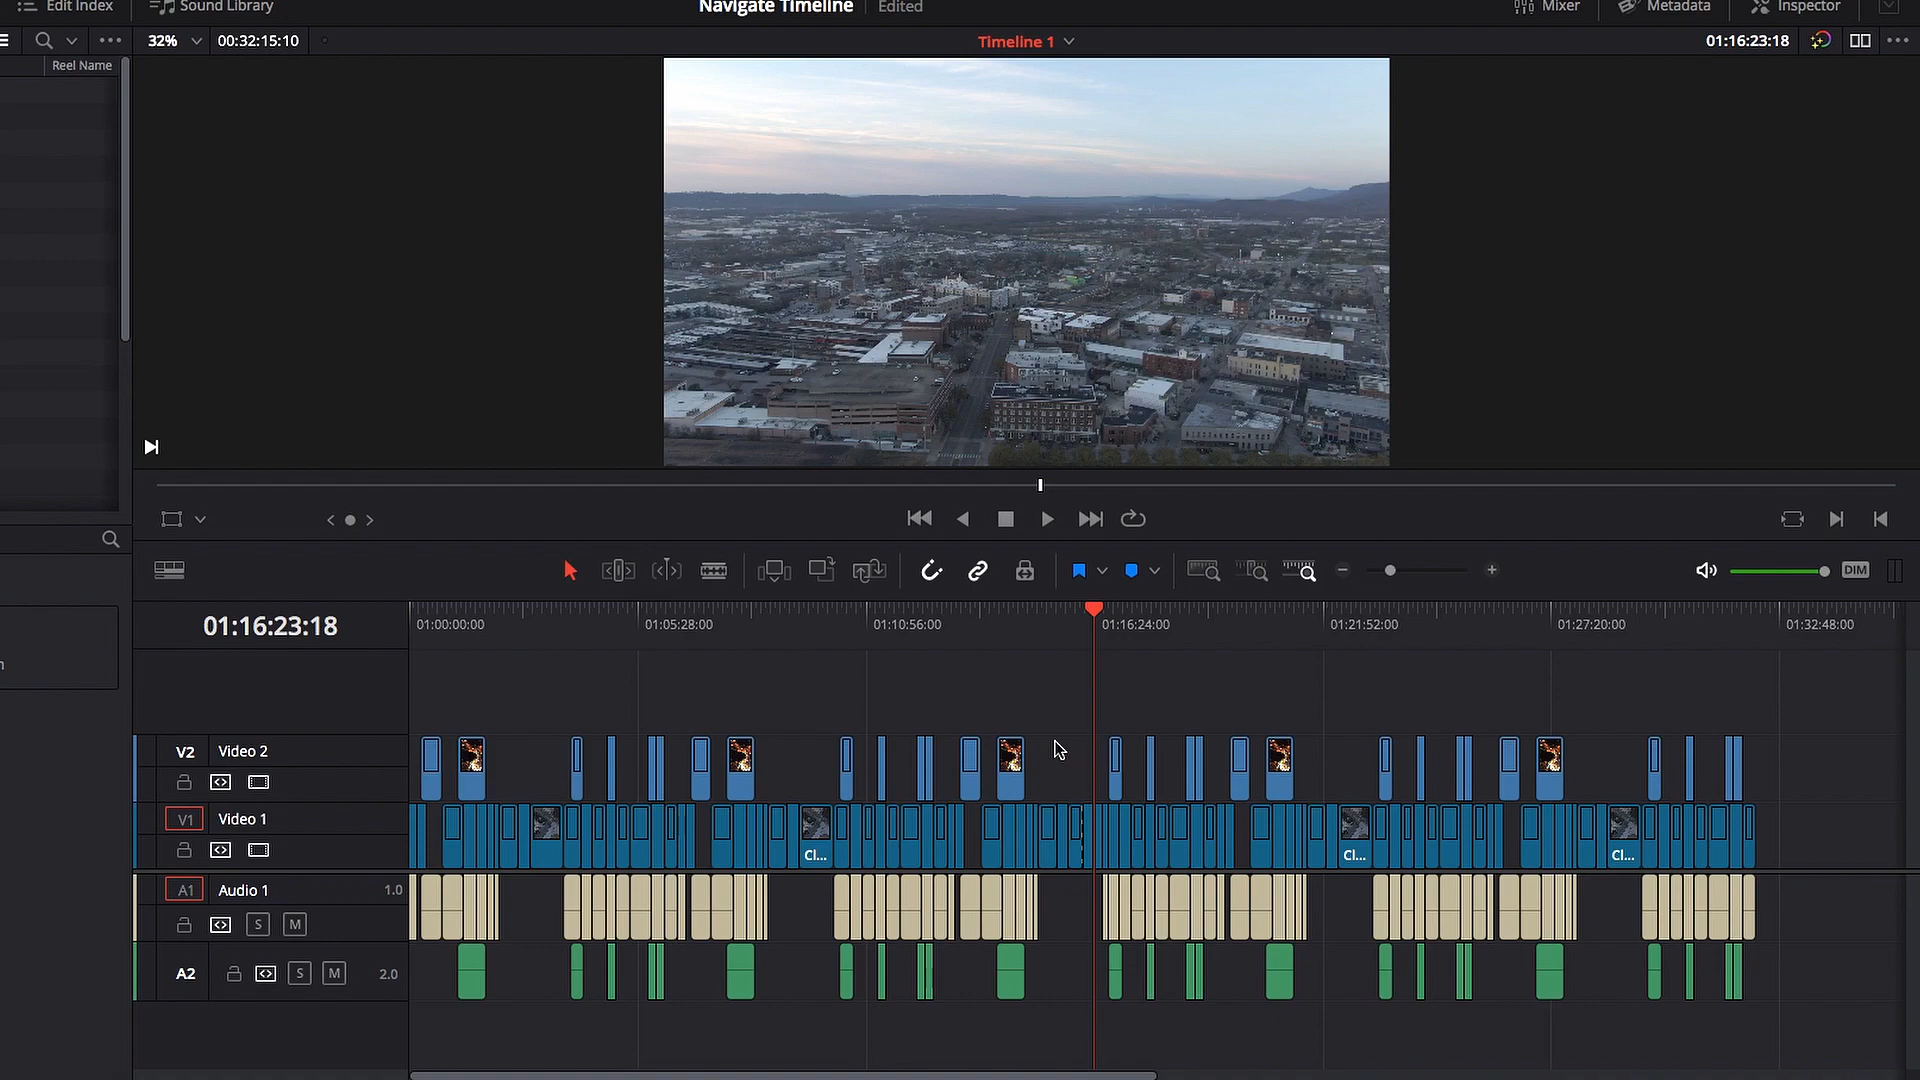 Edit Index
Sound Library
Navigate Timeline
Edited
Mixer
Metadata
Inspector
32%
00:32:15:10
Timeline 1
01:16:23:18
Reel Name
DIM
01:16:23:18
01:00:00:00
01:05:28:00
01:10:56:00
01:16:24:00
01:21:52:00
01:27:20:00
01:32:48:00
V2
Video 2
V1
Video 1
Cl...
Cl...
Cl...
A1
Audio 1
1.0
S
M
A2
S
M
2.0